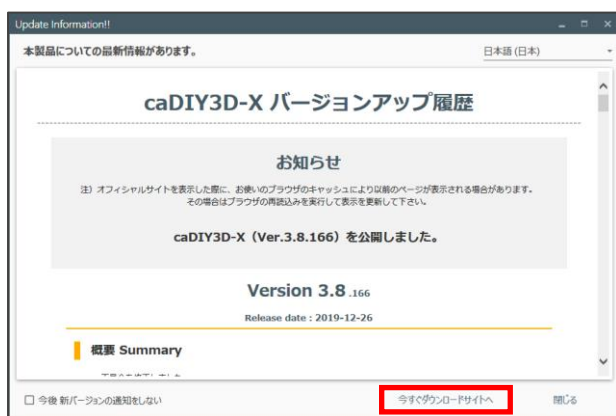 Update Information!!
本製品についての最新情報があります。
日本語 (日本)
caDIY3D-X バージョンアップ履歴
お知らせ
注）オフィシャルサイトを表示した際に、お使いのブラウザのキャッシュにより以前のページが表示される場合があります。
その場合はブラウザの再読込みを実行して表示を更新して下さい。
caDIY3D-X（Ver.3.8.166）を公開しました。
Version 3.8 .166
Release date : 2019-12-26
概要 Summary
今後 新バージョンの通知をしない
今すぐダウンロードサイトへ
閉じる